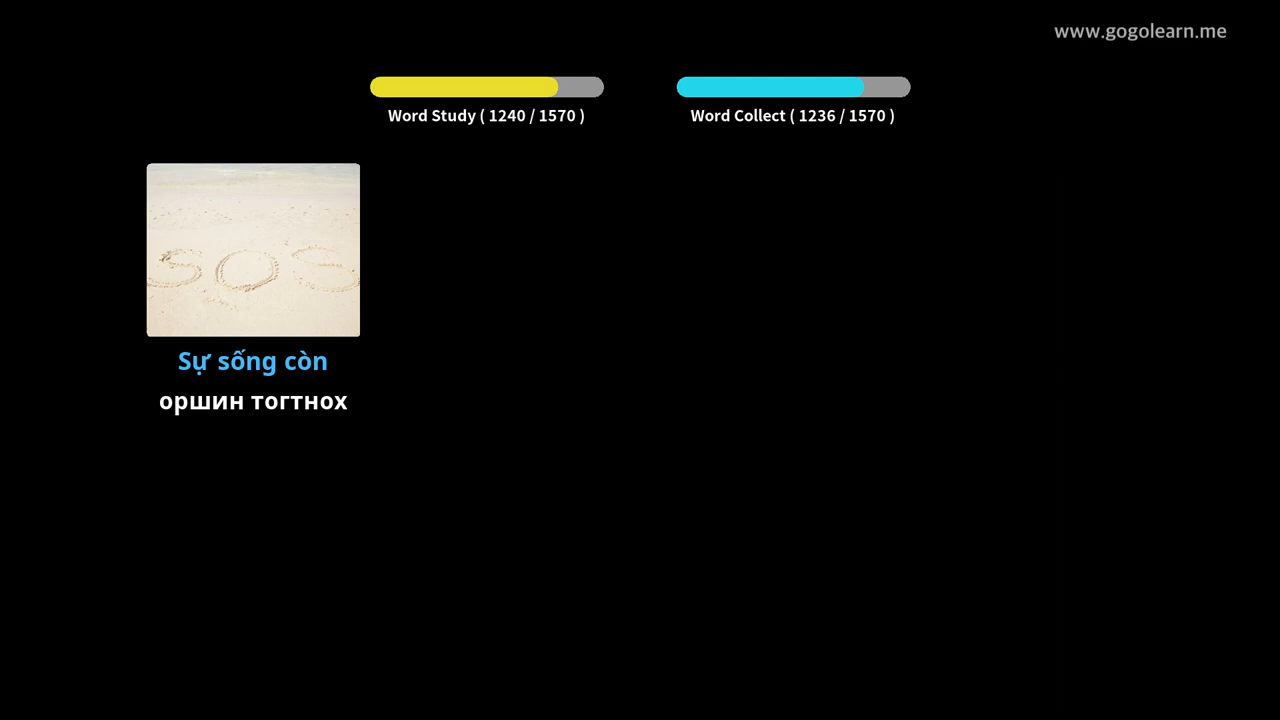 www.gogolearn.me
Word Study ( 1240 / 1570 )
Word Collect ( 1236 / 1570 )
SOS
Sự sống còn
оршин тогтнох